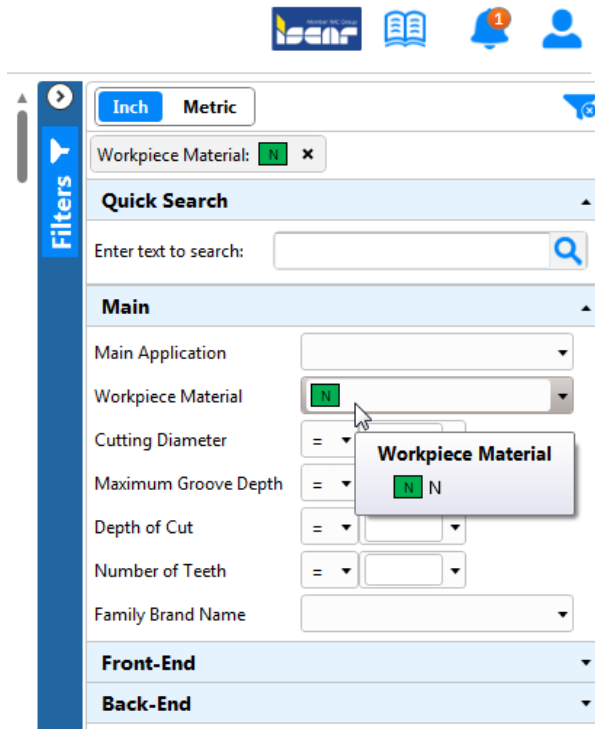 Member IMC Group
ISCAR
1
Inch Metric
Filters
Workpiece Material: N ×
Quick Search
Enter text to search:
Main
Main Application
Workpiece Material N
Cutting Diameter =
Workpiece Material
N N
Maximum Groove Depth =
Depth of Cut =
Number of Teeth =
Family Brand Name
Front-End
Back-End